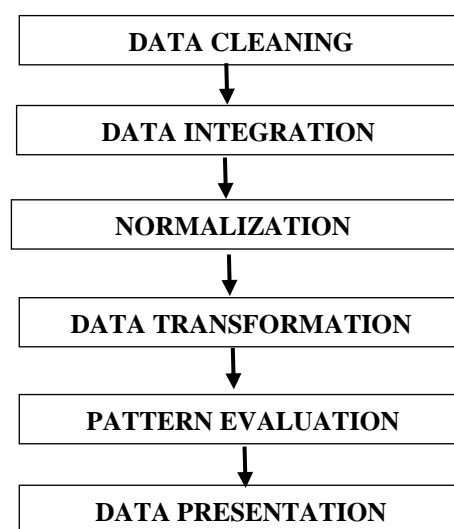 DATA CLEANING
DATA INTEGRATION
NORMALIZATION
DATA TRANSFORMATION
PATTERN EVALUATION
DATA PRESENTATION